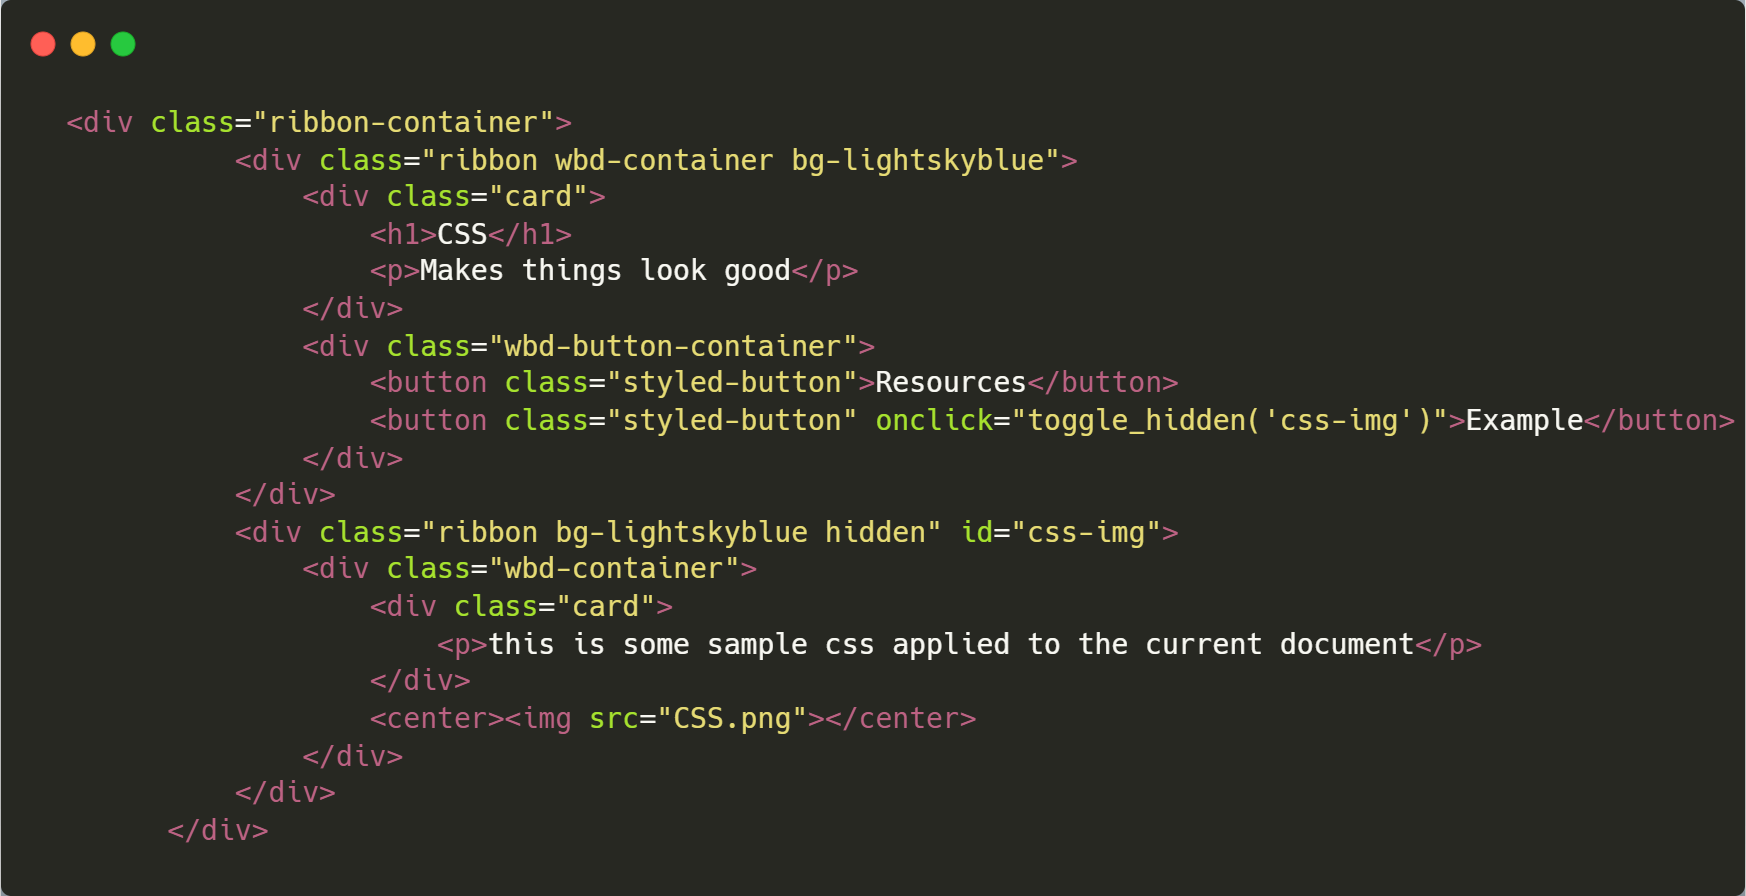 <div class="ribbon-container">
            <div class="ribbon wbd-container bg-lightskyblue">
                <div class="card">
                    <h1>CSS</h1>
                    <p>Makes things look good</p>
                </div>
                <div class="wbd-button-container">
                    <button class="styled-button">Resources</button>
                    <button class="styled-button" onclick="toggle_hidden('css-img')">Example</button>
                </div>
            </div>
            <div class="ribbon bg-lightskyblue hidden" id="css-img">
                <div class="wbd-container">
                    <div class="card">
                        <p>this is some sample css applied to the current document</p>
                    </div>
                    <center><img src="CSS.png"></center>
                </div>
            </div>
        </div>